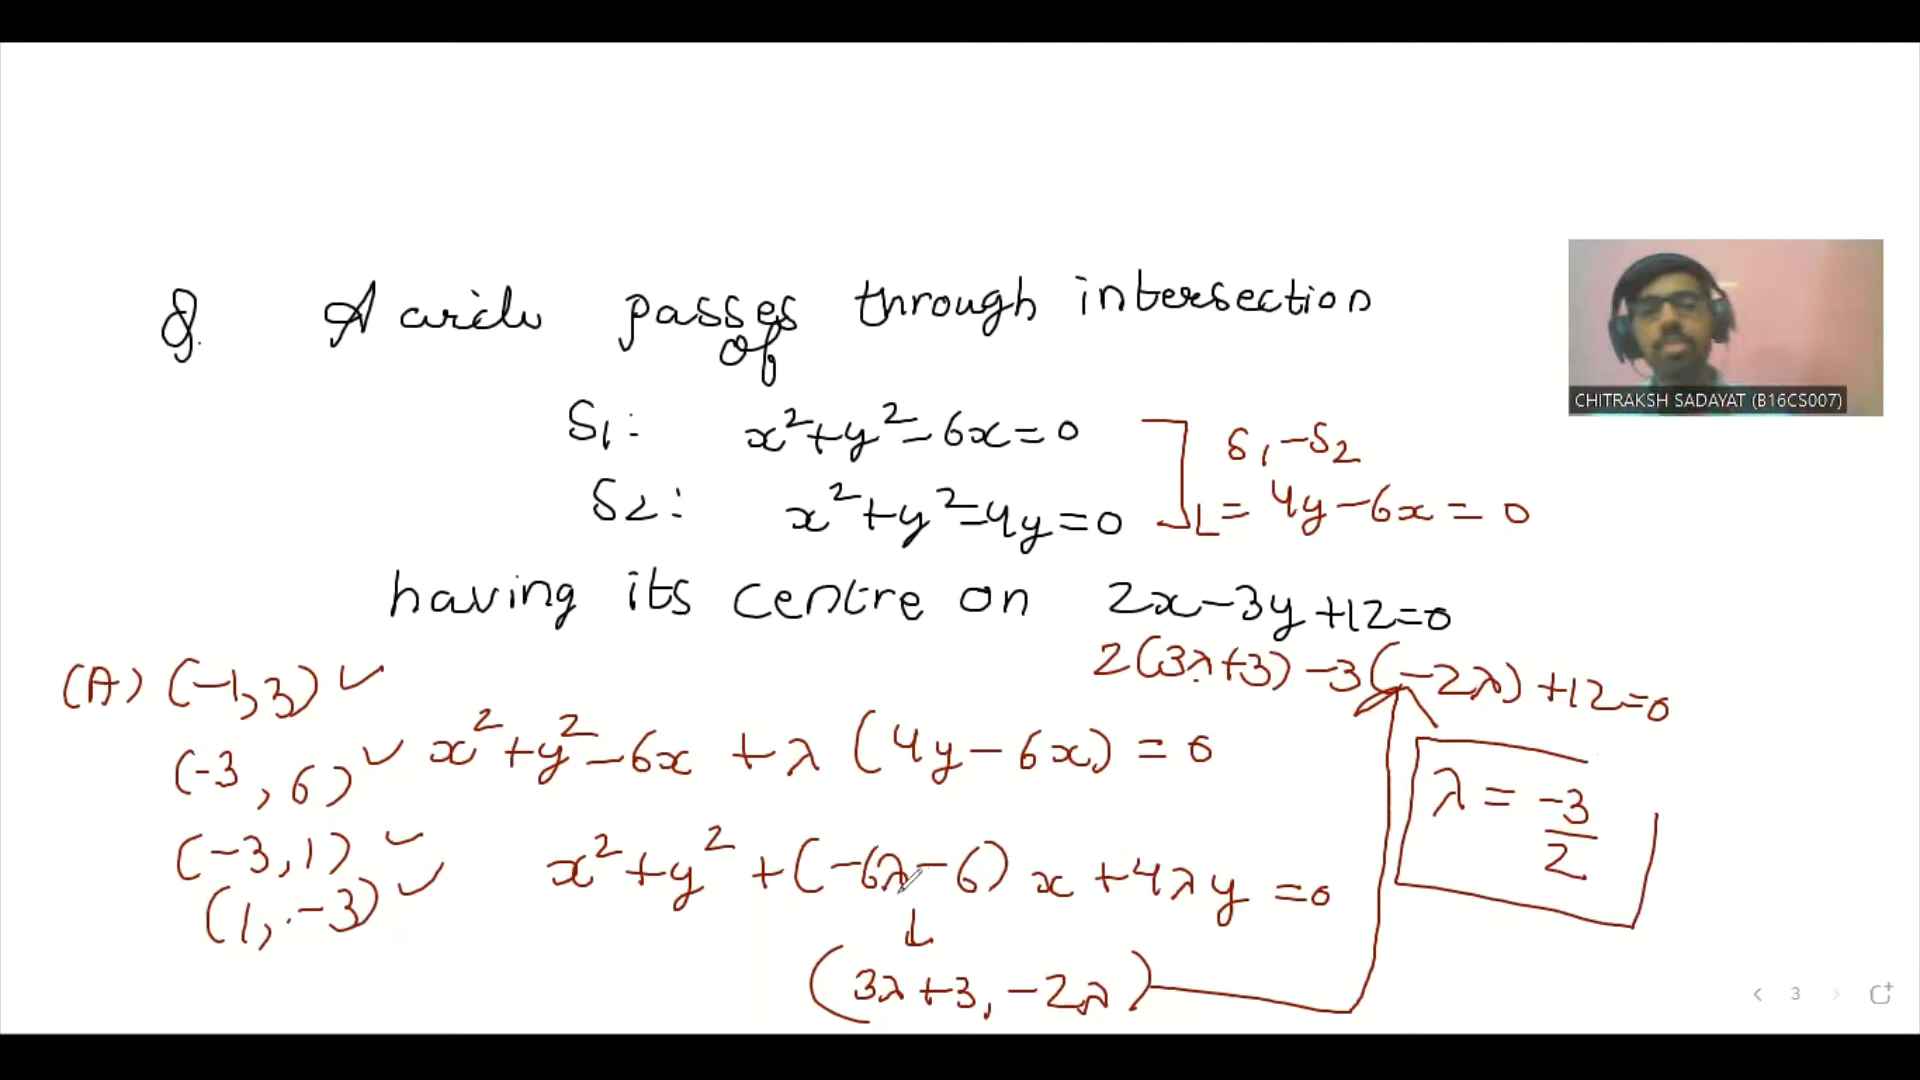 Q. A circle passes through intersection
of
S₁: x²+y²-6x=0
S₂: x²+y²-4y=0
S₁-S₂
L = 4y-6x = 0
having its centre on 2x-3y+12=0
2(3λ+3)-3(-2λ)+12=0
(A) (-1,3) ✓
(-3,6) ✓
(-3,1) ✓
(1,-3) ✓
x²+y²-6x+λ(4y-6x)=0
x²+y²+(-6λ-6)x+4λy=0
(3λ+3,-2λ)
λ = -3/2
CHITRAKSH SADAYAT (B16CS007)
< 3 >